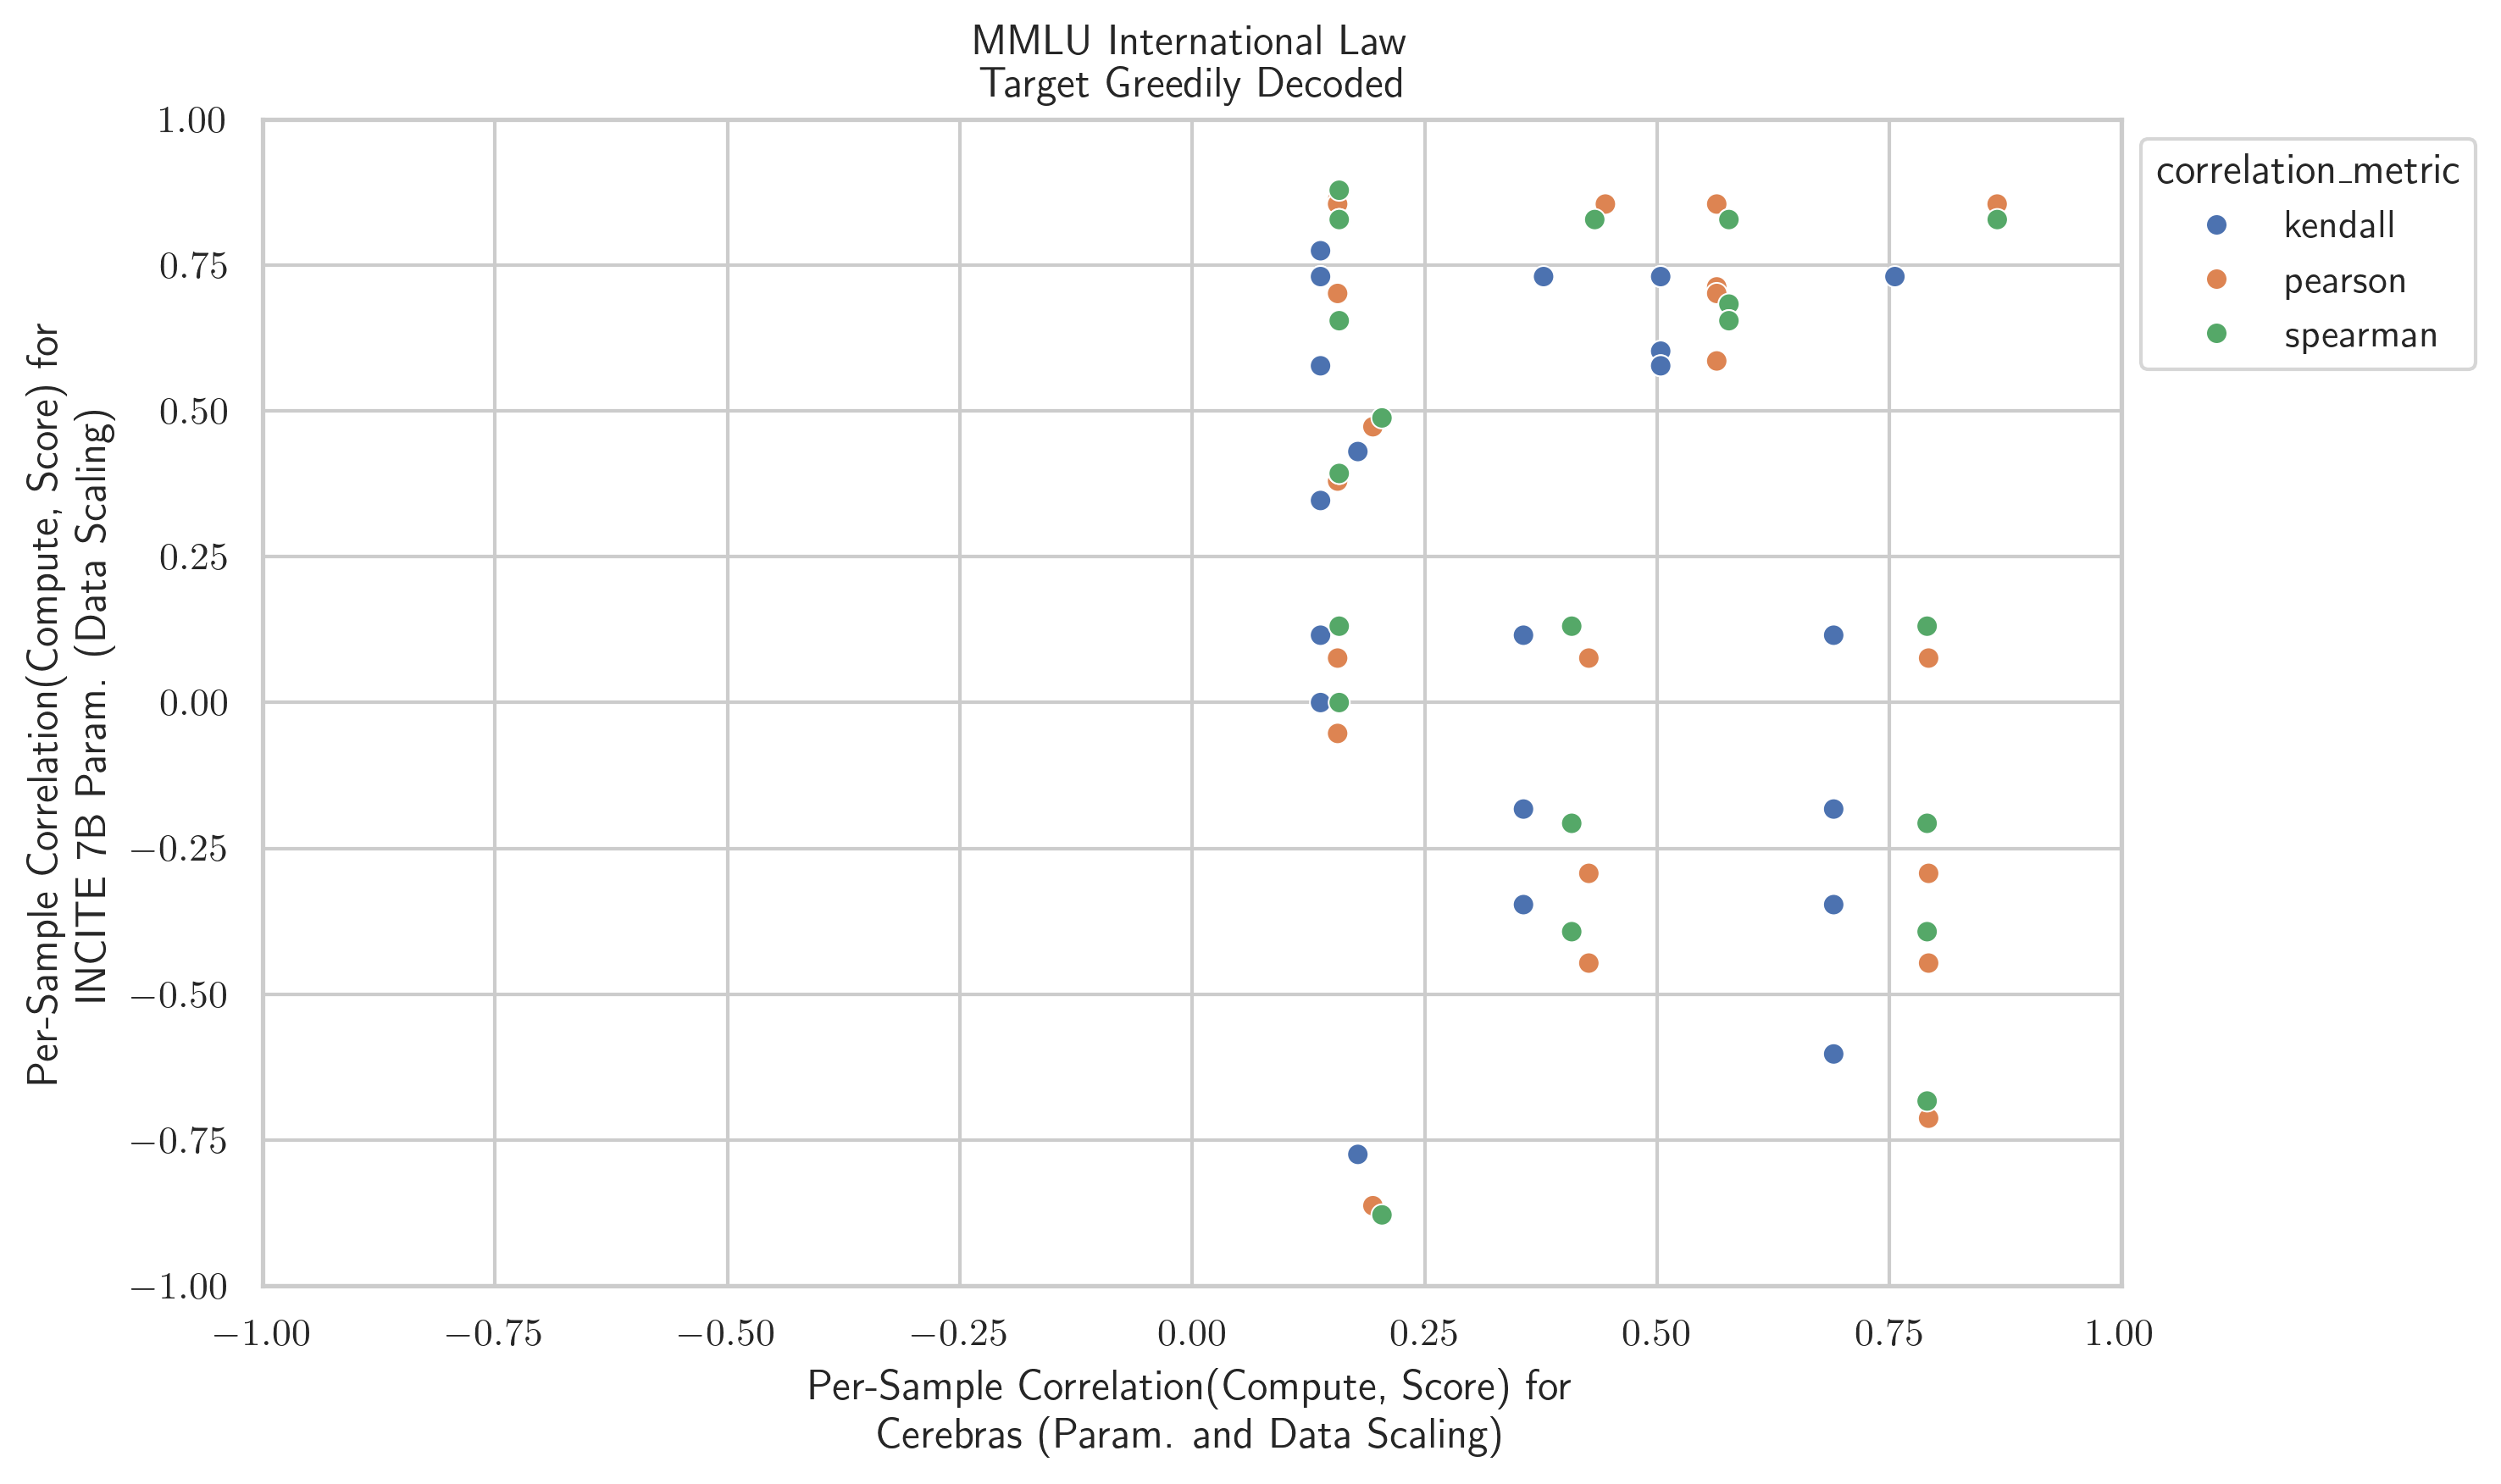 MMLU International Law
Target Greedily Decoded
Per-Sample Correlation(Compute, Score) for
INCITE 7B Param. (Data Scaling)
1.00
0.75
0.50
0.25
0.00
−0.25
−0.50
−0.75
−1.00
−1.00 −0.75 −0.50 −0.25 0.00 0.25 0.50 0.75 1.00
Per-Sample Correlation(Compute, Score) for
Cerebras (Param. and Data Scaling)
correlation_metric
kendall
pearson
spearman